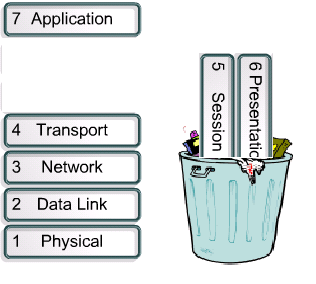 7 Application
4 Transport
3 Network
2 Data Link
1 Physical
5 Session
6 Presentatio